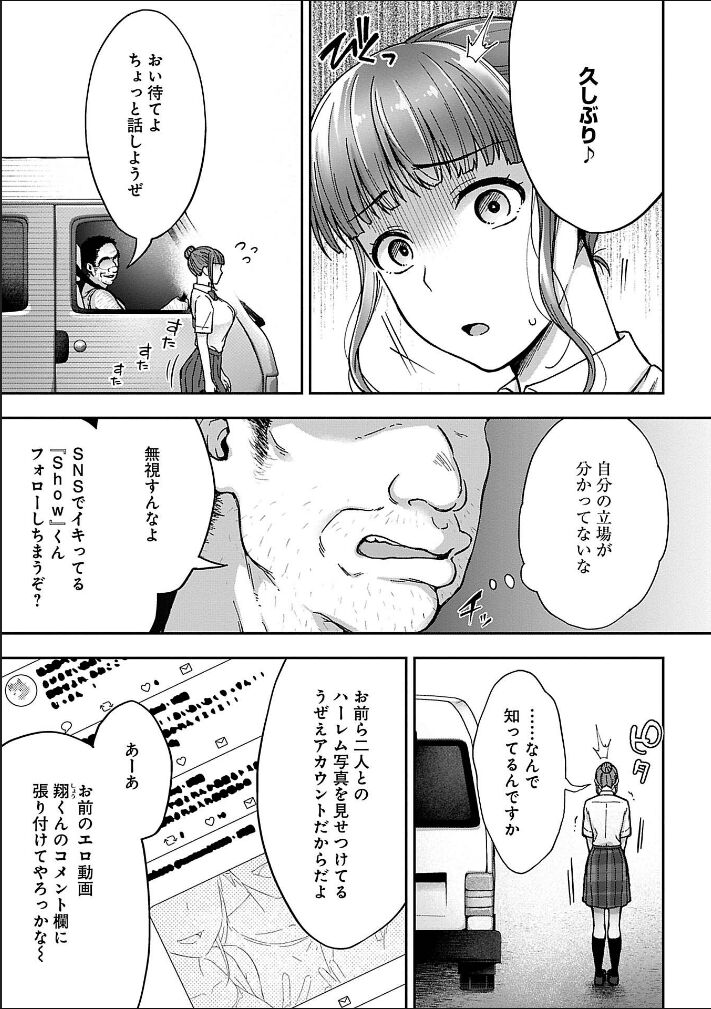 久しぶり♪
ビクッ
おい待てよ
ちょっと話しようぜ
すた
すた
すた
自分の立場が
分かってないな
チッ
無視すんなよ
SNSでイキってる
『Show』くん
フォローしちまうぞ?
ピタ
……なんで
知ってるんですか
お前ら二人との
ハーレム写真を見せつけてる
うぜえアカウントだからだよ
あーあ
お前のエロ動画
翔くんのコメント欄に
しょう
張り付けてやろっかな〜